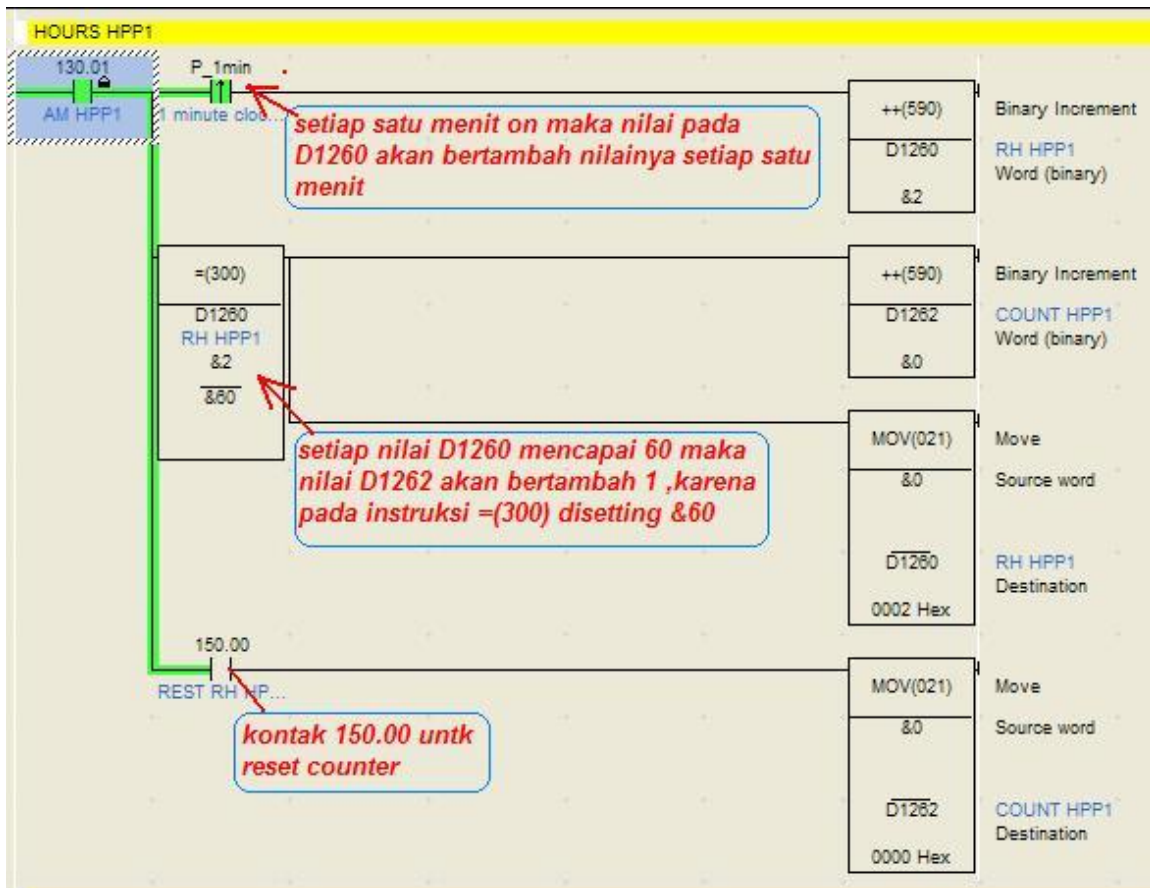 HOURS HPP1
130.01
AM HPP1
P_1min
1 minute cloc...
setiap satu menit on maka nilai pada
D1260 akan bertambah nilainya setiap satu
menit
++(590)
D1260
&2
Binary Increment
RH HPP1
Word (binary)
=(300)
D1260
RH HPP1
&2
&60
++(590)
D1262
&0
Binary Increment
COUNT HPP1
Word (binary)
setiap nilai D1260 mencapai 60 maka
nilai D1262 akan bertambah 1 ,karena
pada instruksi =(300) disetting &60
MOV(021)
&0
D1260
0002 Hex
Move
Source word
RH HPP1
Destination
150.00
REST RH HP...
kontak 150.00 untk
reset counter
MOV(021)
&0
D1262
0000 Hex
Move
Source word
COUNT HPP1
Destination